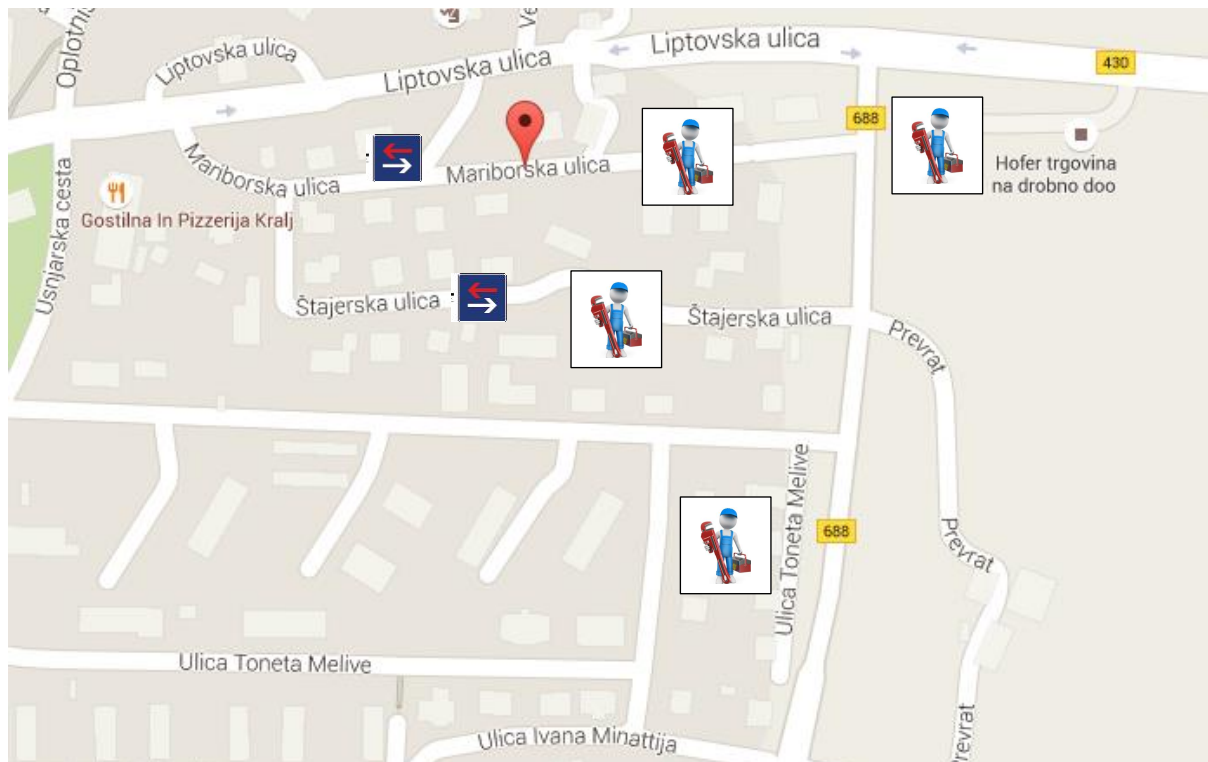 Liptovska ulica
430
Oplotniš
Ve
Liptovska ulica
Liptovska ulica
688
Mariborska ulica
Mariborska ulica
Hofer trgovina
na drobno doo
Gostilna In Pizzerija Kralj
Usnjarska cesta
Štajerska ulica
Štajerska ulica
Prevrat
Ulica Toneta Melive
688
Prevrat
Ulica Toneta Melive
Ulica Ivana Minattija
Prevrat